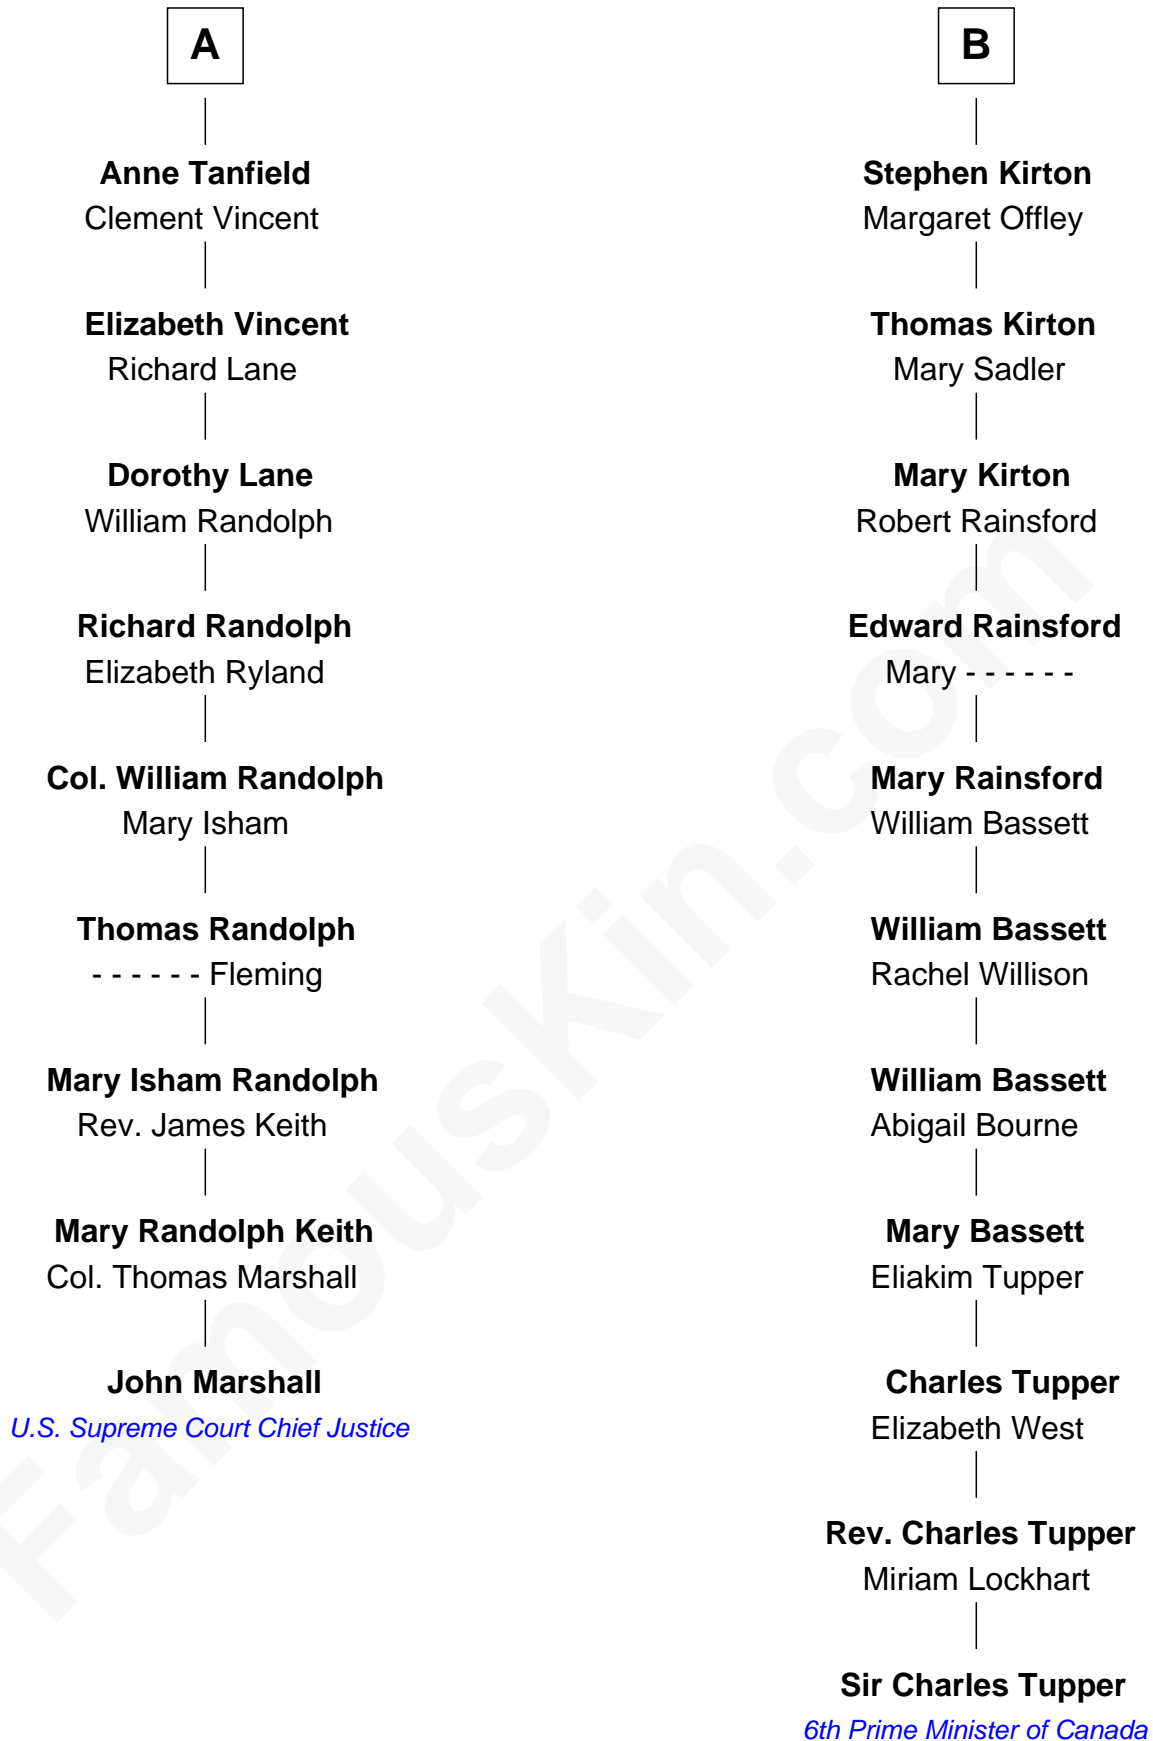 A
Anne Tanfield
Clement Vincent
Elizabeth Vincent
Richard Lane
Dorothy Lane
William Randolph
Richard Randolph
Elizabeth Ryland
Col. William Randolph
Mary Isham
Thomas Randolph
- - - - - - Fleming
Mary Isham Randolph
Rev. James Keith
Mary Randolph Keith
Col. Thomas Marshall
John Marshall
U.S. Supreme Court Chief Justice
B
Stephen Kirton
Margaret Offley
Thomas Kirton
Mary Sadler
Mary Kirton
Robert Rainsford
Edward Rainsford
Mary - - - - - -
Mary Rainsford
William Bassett
William Bassett
Rachel Willison
William Bassett
Abigail Bourne
Mary Bassett
Eliakim Tupper
Charles Tupper
Elizabeth West
Rev. Charles Tupper
Miriam Lockhart
Sir Charles Tupper
6th Prime Minister of Canada
FamousKin.com